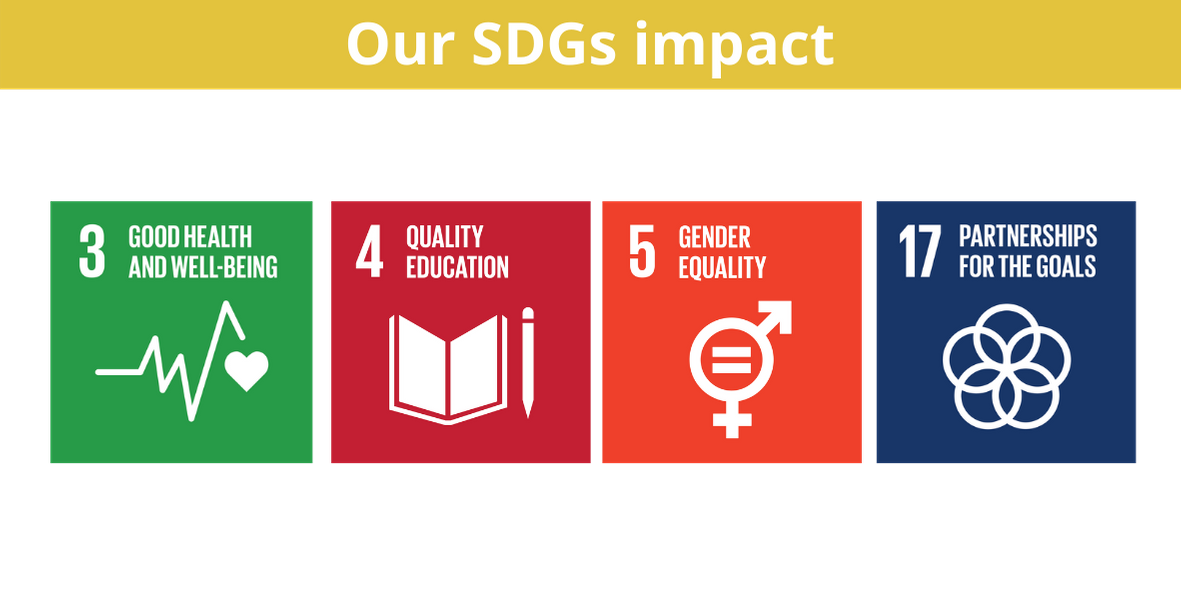 Our SDGs impact
3 GOOD HEALTH
AND WELL-BEING
4 QUALITY
EDUCATION
5 GENDER
EQUALITY
17 PARTNERSHIPS
FOR THE GOALS